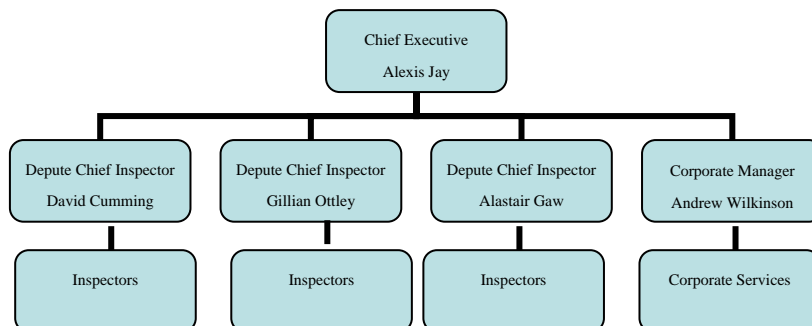 Chief Executive
Alexis Jay
Depute Chief Inspector
David Cumming
Depute Chief Inspector
Gillian Ottley
Depute Chief Inspector
Alastair Gaw
Corporate Manager
Andrew Wilkinson
Inspectors
Inspectors
Inspectors
Corporate Services